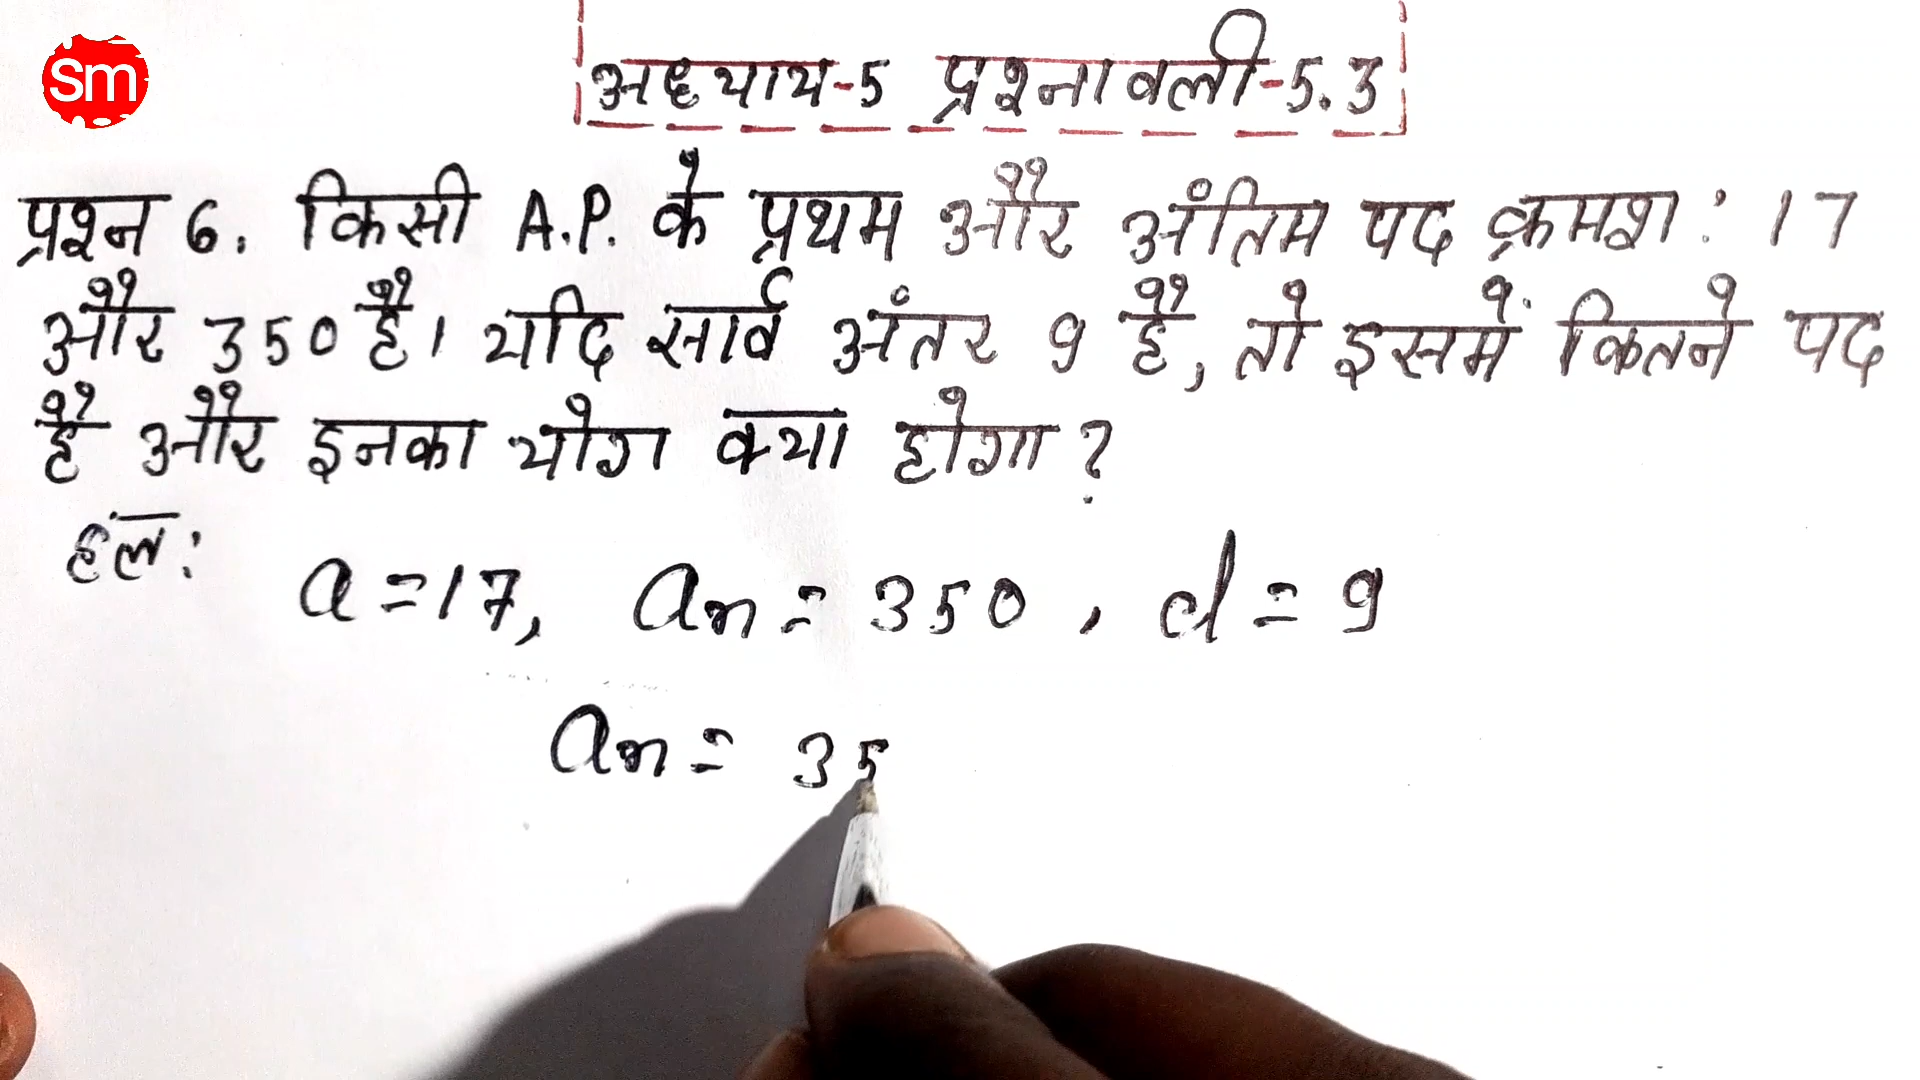 Sm
अध्याय-5 प्रश्नावली-5.3
प्रश्न 6. किसी A.P. के प्रथम और अंतिम पद क्रमश: 17
और 350 है। यदि सार्व अंतर 9 है, तो इसमें कितने पद
है और इनका योग क्या होगा?
हल:
a = 17, an = 350, d = 9
an = 35